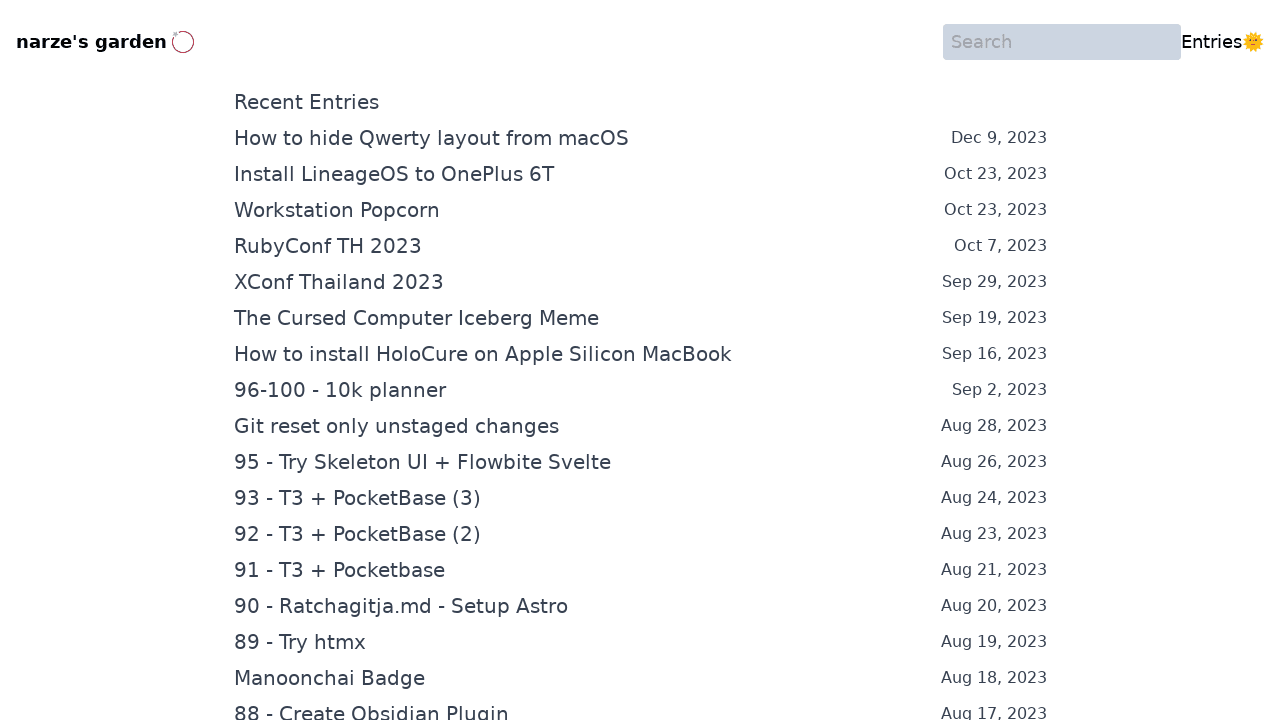 narze's garden
Search
Entries🌞
Recent Entries
How to hide Qwerty layout from macOS Dec 9, 2023
Install LineageOS to OnePlus 6T Oct 23, 2023
Workstation Popcorn Oct 23, 2023
RubyConf TH 2023 Oct 7, 2023
XConf Thailand 2023 Sep 29, 2023
The Cursed Computer Iceberg Meme Sep 19, 2023
How to install HoloCure on Apple Silicon MacBook Sep 16, 2023
96-100 - 10k planner Sep 2, 2023
Git reset only unstaged changes Aug 28, 2023
95 - Try Skeleton UI + Flowbite Svelte Aug 26, 2023
93 - T3 + PocketBase (3) Aug 24, 2023
92 - T3 + PocketBase (2) Aug 23, 2023
91 - T3 + Pocketbase Aug 21, 2023
90 - Ratchagitja.md - Setup Astro Aug 20, 2023
89 - Try htmx Aug 19, 2023
Manoonchai Badge Aug 18, 2023
88 - Create Obsidian Plugin Aug 17, 2023